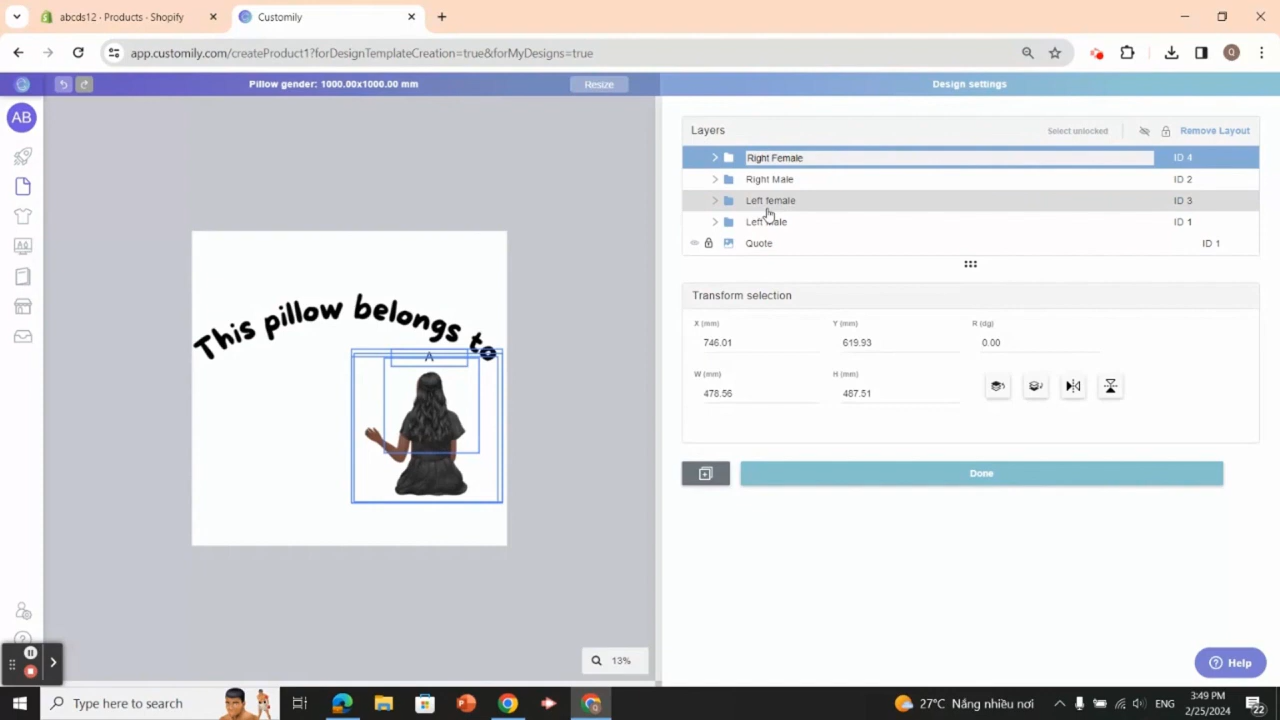 abcds12 - Products · Shopify
Customily
app.customily.com/createProduct1?forDesignTemplateCreation=true&forMyDesigns=true
Pillow gender: 1000.00x1000.00 mm
Resize
Design settings
AB
Layers
Select unlocked
Remove Layout
Right Female
ID 4
Right Male
ID 2
Left female
ID 3
Left Male
ID 1
Quote
ID 1
This pillow belongs to
A
Transform selection
X (mm)
Y (mm)
R (dg)
746.01
619.93
0.00
W (mm)
H (mm)
478.56
487.51
Done
13%
Help
Type here to search
27°C Nắng nhiều nơi
ENG
3:49 PM
2/25/2024
22